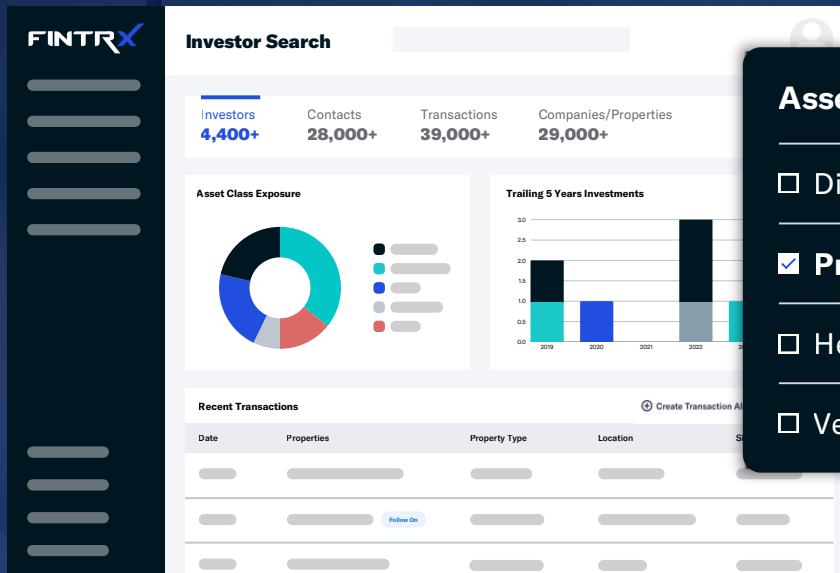 FINTRX
Investor Search
Investors
Contacts
Transactions
Companies/Properties
4,400+
28,000+
39,000+
29,000+
Asset Class Exposure
Trailing 5 Years Investments
3.0
2.5
2.0
1.5
1.0
0.5
0.0
2019
2020
2021
2022
Recent Transactions
Create Transaction
Date
Properties
Property Type
Location
Follow On